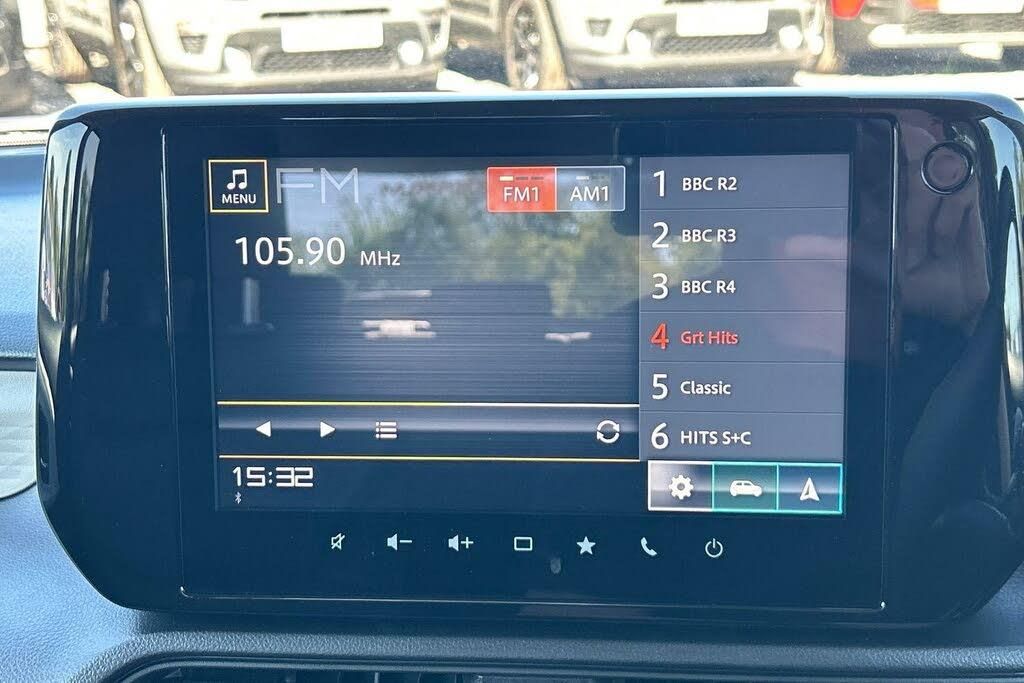 MENU
FM
FM1
AM1
105.90 MHz
1 BBC R2
2 BBC R3
3 BBC R4
4 Grt Hits
5 Classic
6 HITS S+C
15:32